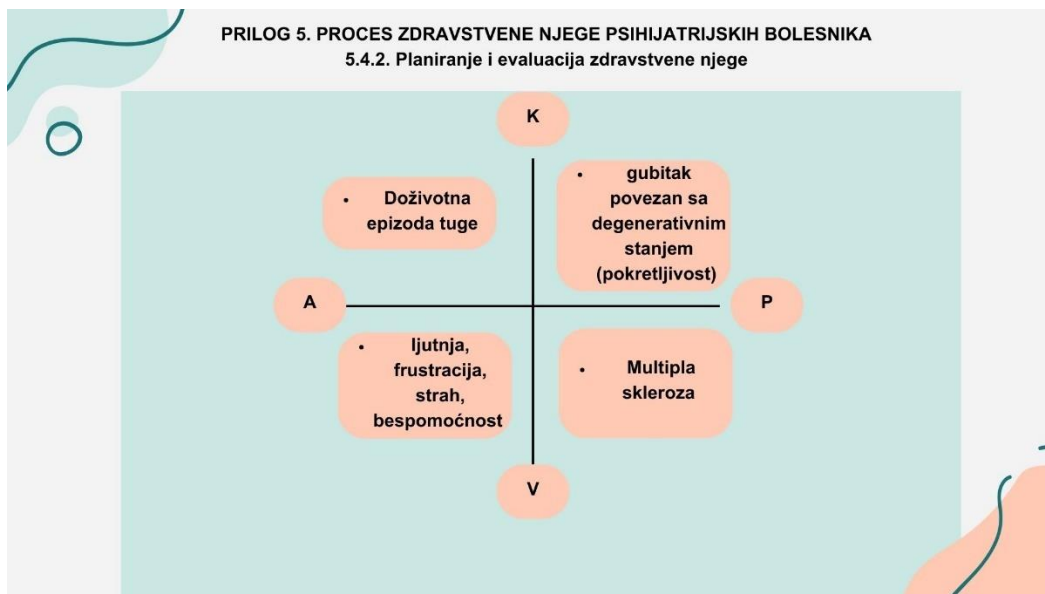 PRILOG 5. PROCES ZDRAVSTVENE NJEGE PSIHIJATRIJSKIH BOLESNIKA
5.4.2. Planiranje i evaluacija zdravstvene njege
K
• Doživotna
epizoda tuge
• gubitak
povezan sa
degenerativnim
stanjem
(pokretljivost)
A
P
• ljutnja,
frustracija,
strah,
bespomoćnost
• Multipla
skleroza
V